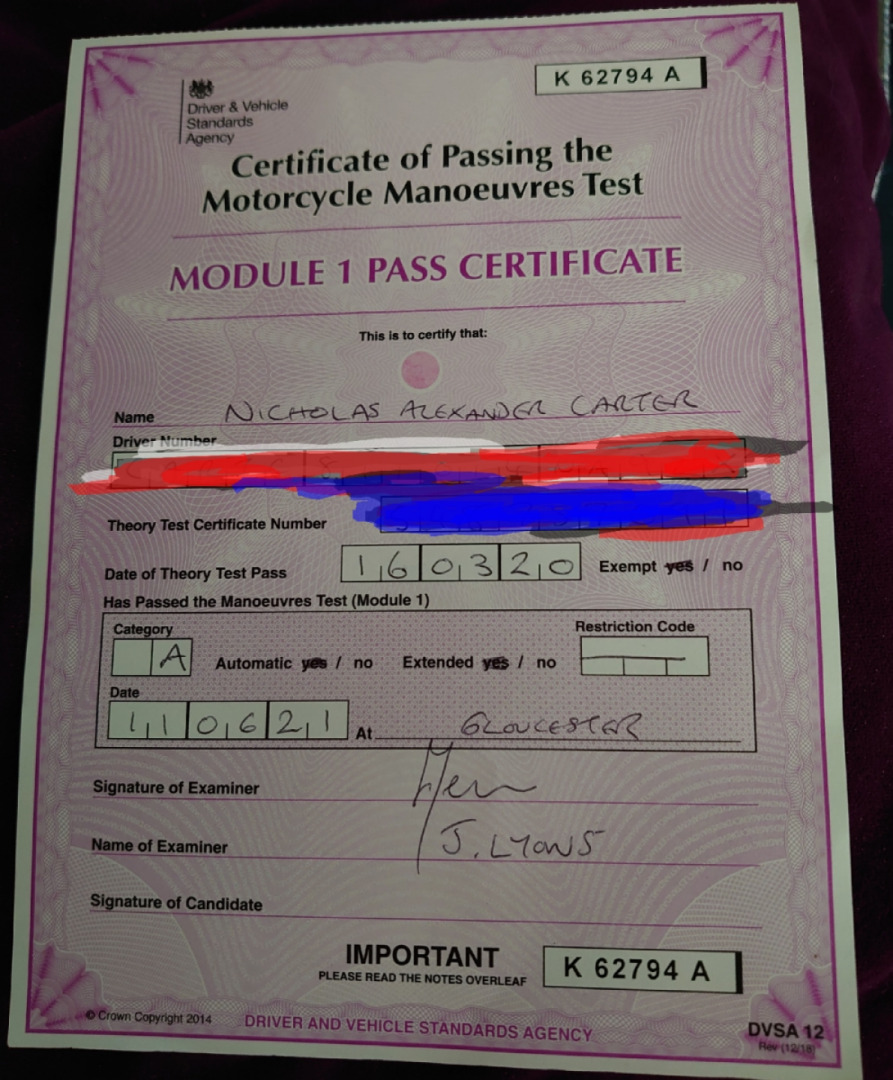 K 62794 A
Driver & Vehicle
Standards
Agency
Certificate of Passing the
Motorcycle Manoeuvres Test
MODULE 1 PASS CERTIFICATE
This is to certify that:
Name NICHOLAS ALEXANDER CARTER
Driver Number
Theory Test Certificate Number
Date of Theory Test Pass 160320 Exempt yes / no
Has Passed the Manoeuvres Test (Module 1)
Category Restriction Code
A Automatic yes / no Extended yes / no
Date
110621 At GLOUCESTER
Signature of Examiner
Name of Examiner J. LYONS
Signature of Candidate
IMPORTANT
PLEASE READ THE NOTES OVERLEAF
K 62794 A
© Crown Copyright 2014 DRIVER AND VEHICLE STANDARDS AGENCY DVSA 12
Rev (12/18)